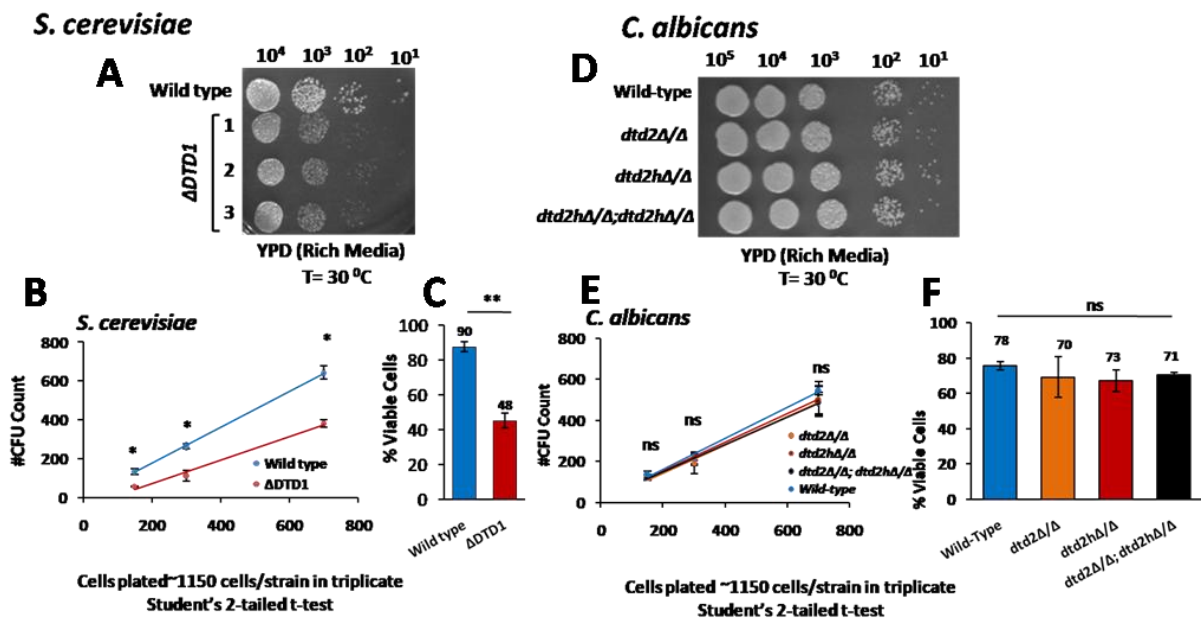 S. cerevisiae
A
10⁴ 10³ 10² 10¹
Wild type
ΔDTD1
1
2
3
YPD (Rich Media)
T= 30 ⁰C
C. albicans
D
10⁵ 10⁴ 10³ 10² 10¹
Wild-type
dtd2Δ/Δ
dtd2hΔ/Δ
dtd2hΔ/Δ;dtd2hΔ/Δ
YPD (Rich Media)
T= 30 ⁰C
B
S. cerevisiae
#CFU Count
800
600
400
200
0
* * *
Wild type
ΔDTD1
0 200 400 600 800
C
% Viable Cells
100
80
60
40
20
0
**
90
48
Wild type
ΔDTD1
Cells plated~1150 cells/strain in triplicate
Student's 2-tailed t-test
E
C. albicans
#CFU Count
800
600
400
200
0
ns ns ns
dtd2Δ/Δ
dtd2hΔ/Δ
dtd2Δ/Δ; dtd2hΔ/Δ
Wild-type
0 200 400 600 800
Cells plated ~1150 cells/strain in triplicate
Student's 2-tailed t-test
F
% Viable Cells
100
80
60
40
20
0
ns
78 70 73 71
Wild-Type
dtd2Δ/Δ
dtd2hΔ/Δ
dtd2Δ/Δ; dtd2hΔ/Δ